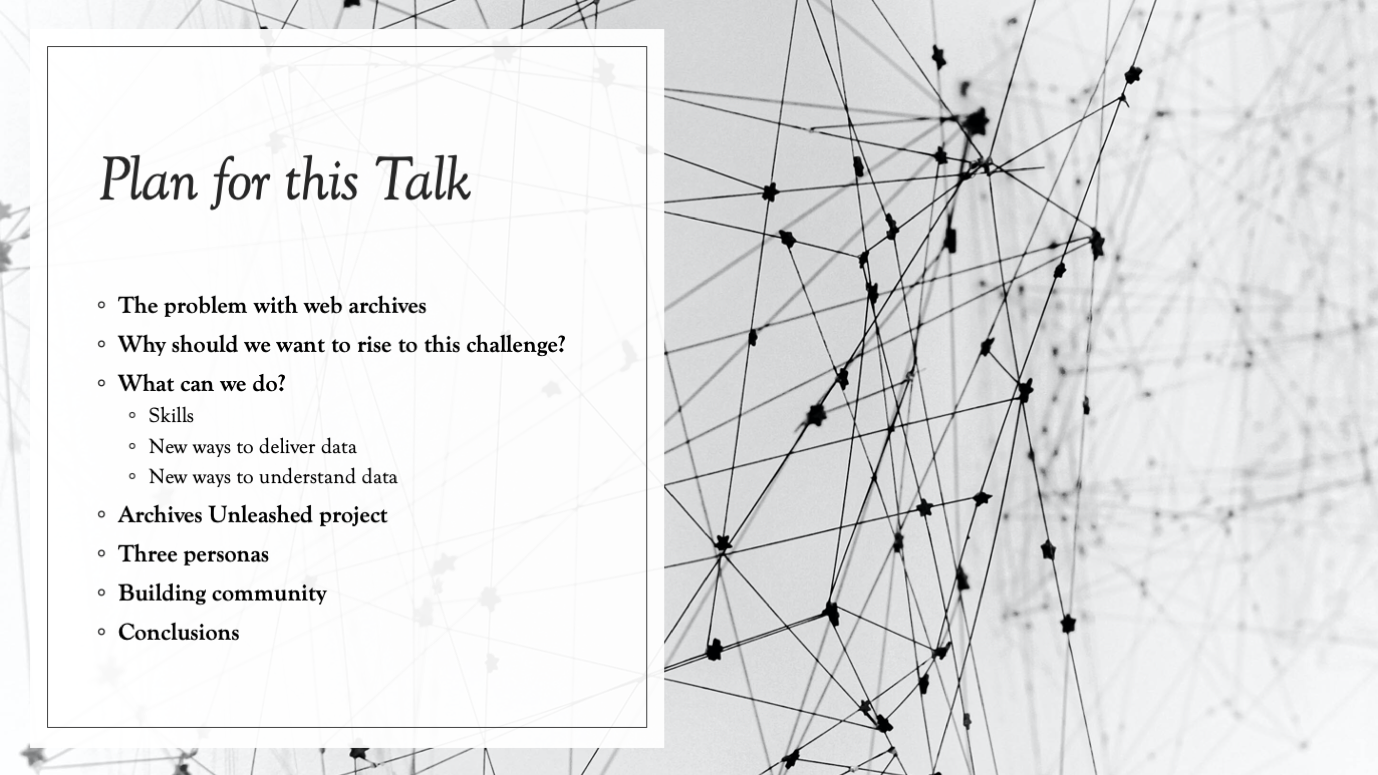 Plan for this Talk
The problem with web archives
Why should we want to rise to this challenge?
What can we do?
Skills
New ways to deliver data
New ways to understand data
Archives Unleashed project
Three personas
Building community
Conclusions